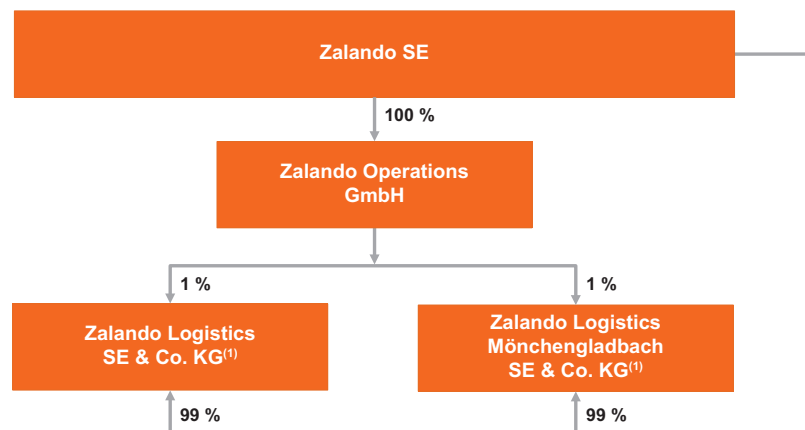 Zalando SE
100 %
Zalando Operations
GmbH
1 %
1 %
Zalando Logistics
SE & Co. KG(1)
Zalando Logistics
Mönchengladbach
SE & Co. KG(1)
99 %
99 %